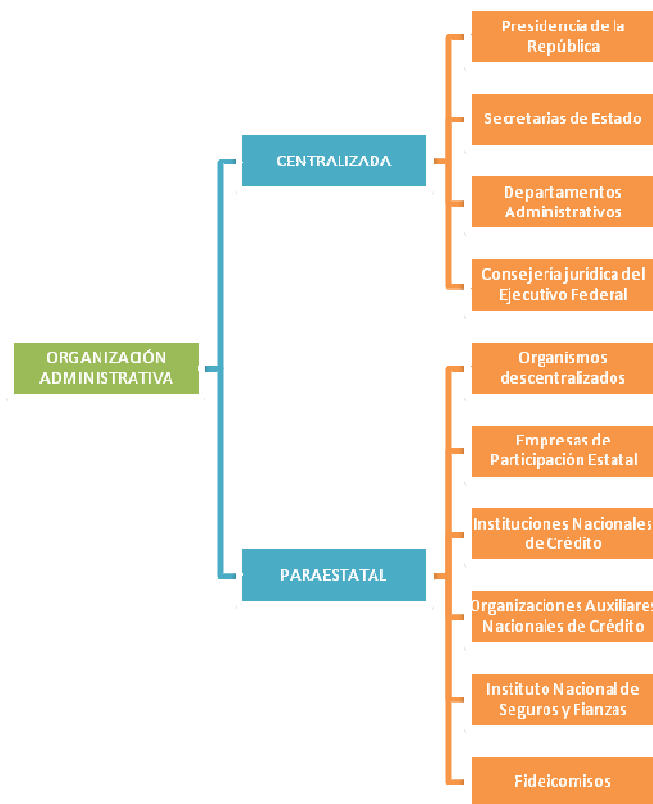 Presidencia de la
República
Secretarias de Estado
CENTRALIZADA
Departamentos
Administrativos
Consejería jurídica del
Ejecutivo Federal
ORGANIZACIÓN
ADMINISTRATIVA
Organismos
descentralizados
Empresas de
Participación Estatal
Instituciones Nacionales
de Crédito
PARAESTATAL
Organizaciones Auxiliares
Nacionales de Crédito
Instituto Nacional de
Seguros y Fianzas
Fideicomisos